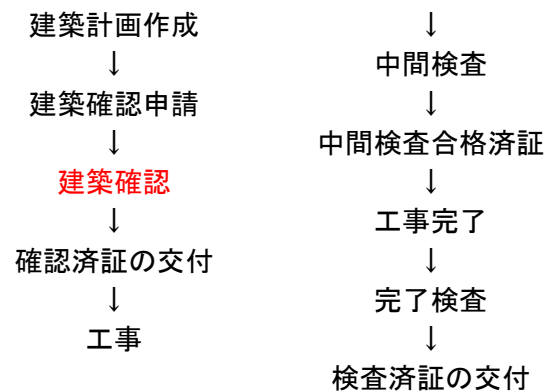 建築計画作成
↓
建築確認申請
↓
建築確認
↓
確認済証の交付
↓
工事
↓
中間検査
↓
中間検査合格済証
↓
工事完了
↓
完了検査
↓
検査済証の交付